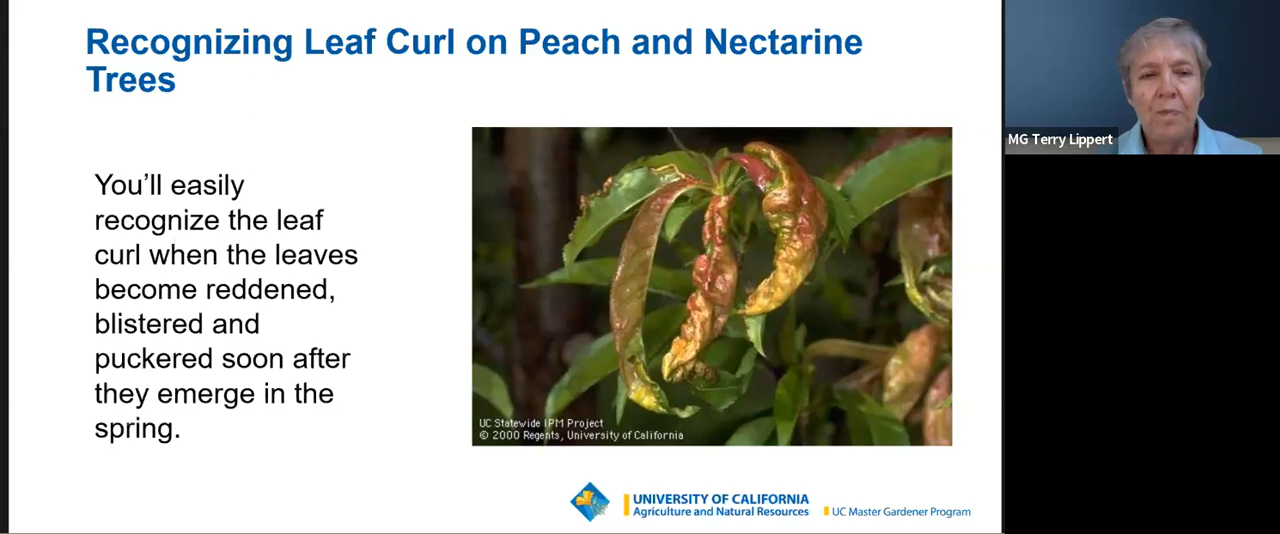 Recognizing Leaf Curl on Peach and Nectarine
Trees
MG Terry Lippert
You’ll easily
recognize the leaf
curl when the leaves
become reddened,
blistered and
puckered soon after
they emerge in the
spring.
UC Statewide IPM Project
© 2000 Regents, University of California
UNIVERSITY OF CALIFORNIA
Agriculture and Natural Resources
UC Master Gardener Program